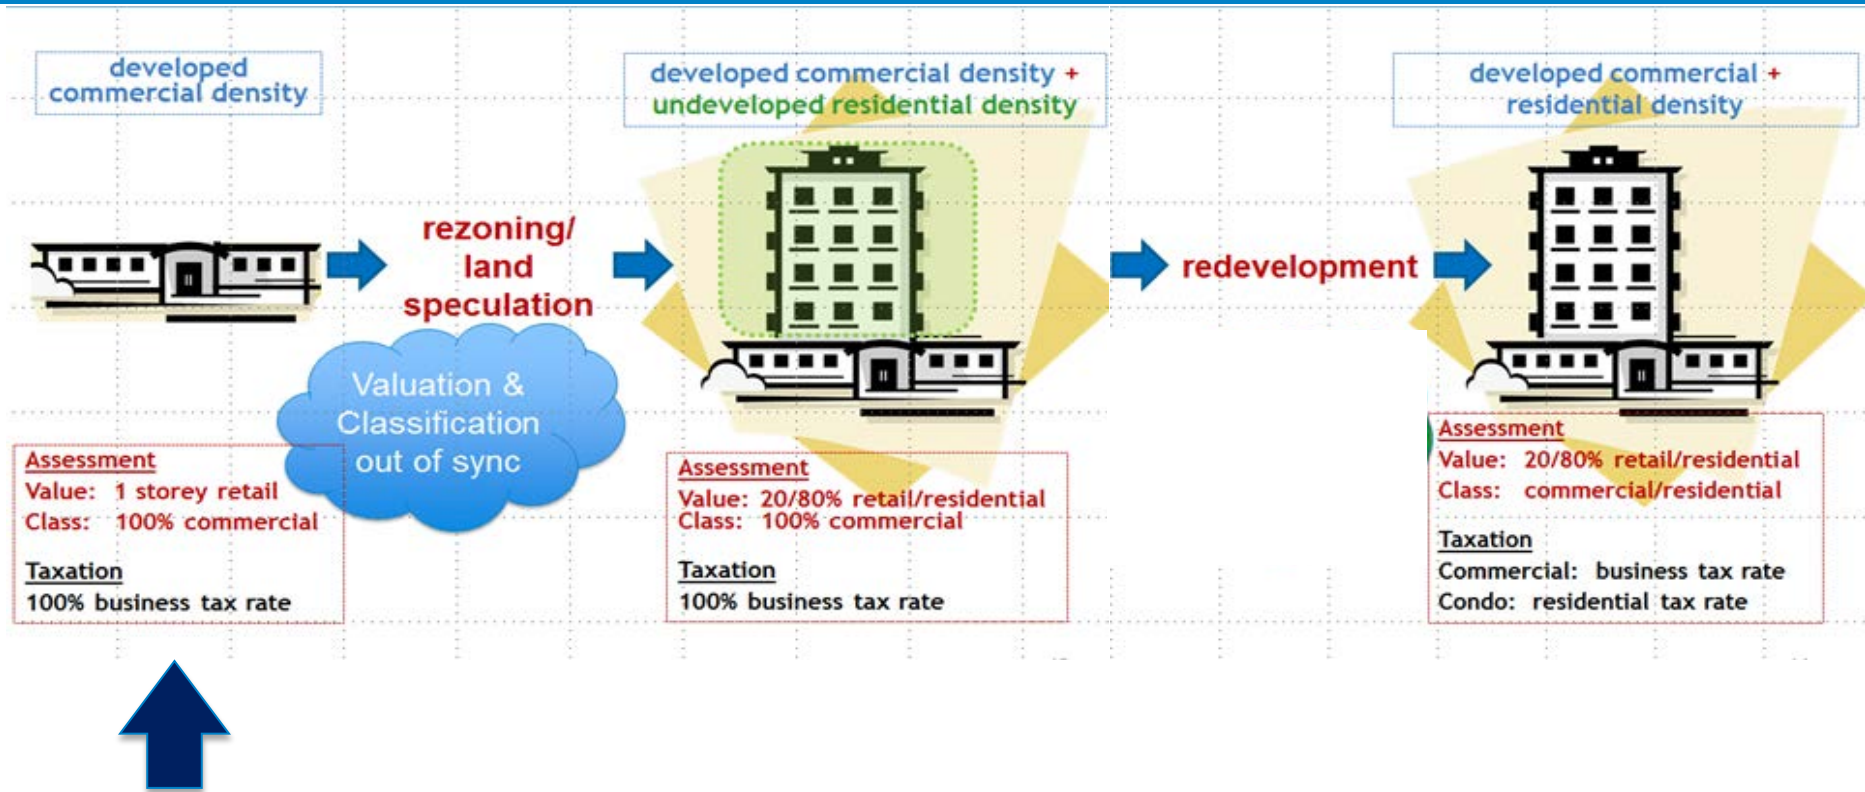 developed
commercial density
rezoning/
land
speculation
Valuation &
Classification
out of sync
Assessment
Value: 1 storey retail
Class: 100% commercial
Taxation
100% business tax rate
developed commercial density +
undeveloped residential density
Assessment
Value: 20/80% retail/residential
Class: 100% commercial
Taxation
100% business tax rate
redevelopment
developed commercial +
residential density
Assessment
Value: 20/80% retail/residential
Class: commercial/residential
Taxation
Commercial: business tax rate
Condo: residential tax rate